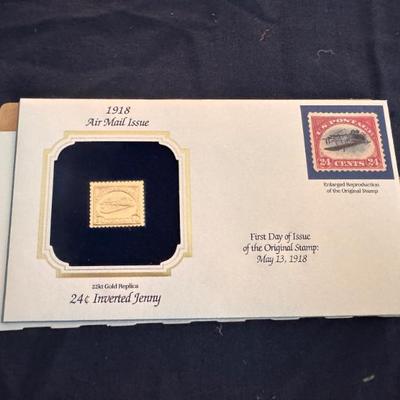 1918
Air Mail Issue
U.S. POSTAGE
24 CENTS 24
Enlarged Reproduction
of the Original Stamp
First Day of Issue
of the Original Stamp:
May 13, 1918
22kt Gold Replica
24¢ Inverted Jenny